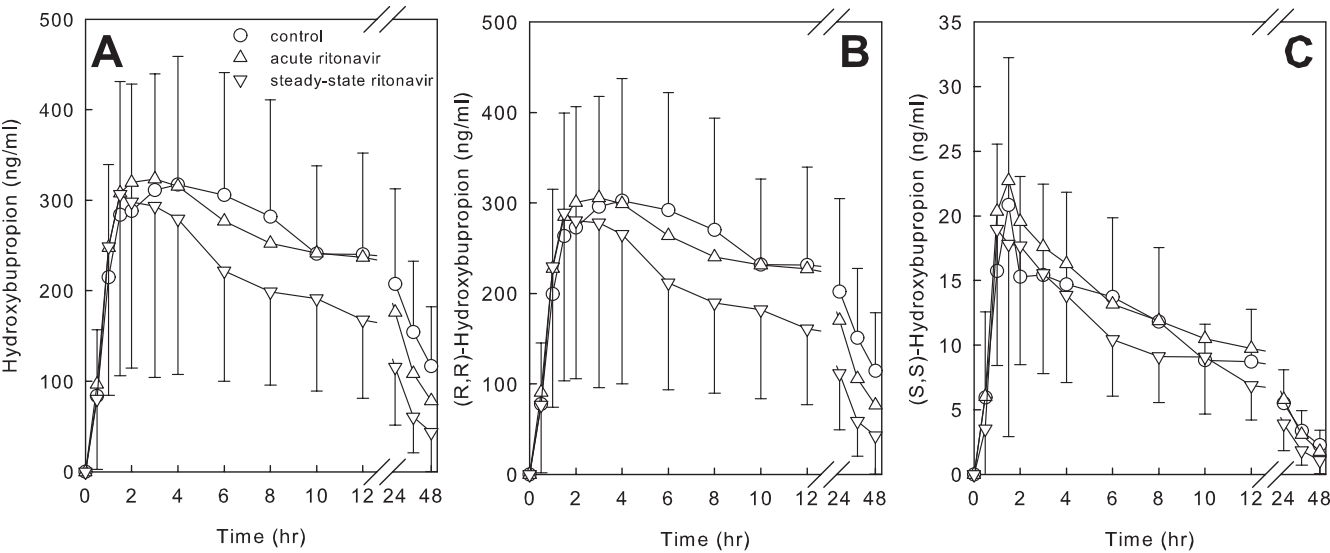 A
control
acute ritonavir
steady-state ritonavir
Hydroxybupropion (ng/ml)
500
400
300
200
100
0
0 2 4 6 8 10 12 24 48
Time (hr)
B
(R,R)-Hydroxybupropion (ng/ml)
500
400
300
200
100
0
0 2 4 6 8 10 12 24 48
Time (hr)
C
(S,S)-Hydroxybupropion (ng/ml)
35
30
25
20
15
10
5
0
0 2 4 6 8 10 12 24 48
Time (hr)